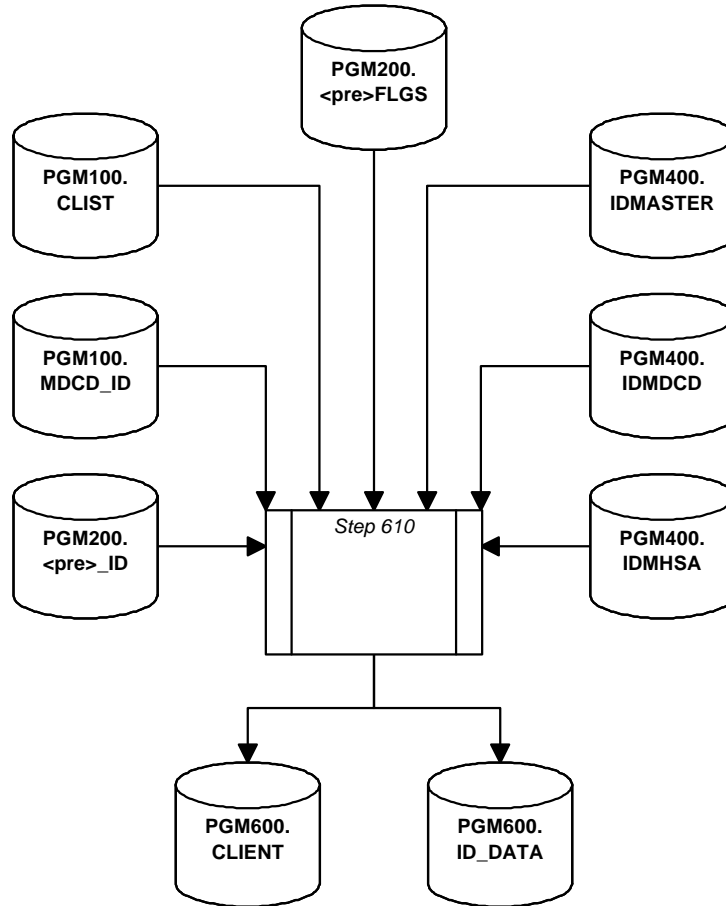 PGM200.
<pre>FLGS
PGM100.
CLIST
PGM400.
IDMASTER
PGM100.
MDCD_ID
PGM400.
IDMDCD
PGM200.
<pre>_ID
Step 610
PGM400.
IDMHSA
PGM600.
CLIENT
PGM600.
ID_DATA